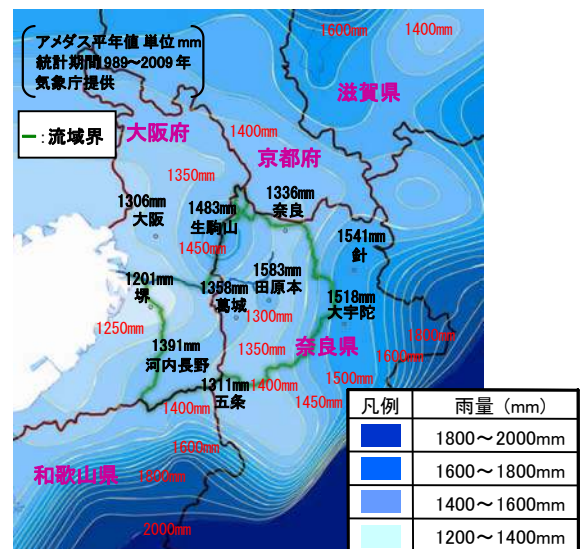 アメダス平年値 単位mm
統計期間989～2009年
気象庁提供
━:流域界
1600mm
1400mm
滋賀県
大阪府
1400mm
京都府
1350mm
1306mm
大阪
1483mm
生駒山
1336mm
奈良
1450mm
1541mm
針
1201mm
堺
1583mm
田原本
1358mm
葛城
1518mm
大宇陀
1250mm
1300mm
1800mm
1391mm
河内長野
1350mm
奈良県
1600mm
1311mm
五条
1400mm
1500mm
1450mm
1400mm
1600mm
和歌山県
1800mm
2000mm
凡例 雨量 (mm)
1800～2000mm
1600～1800mm
1400～1600mm
1200～1400mm